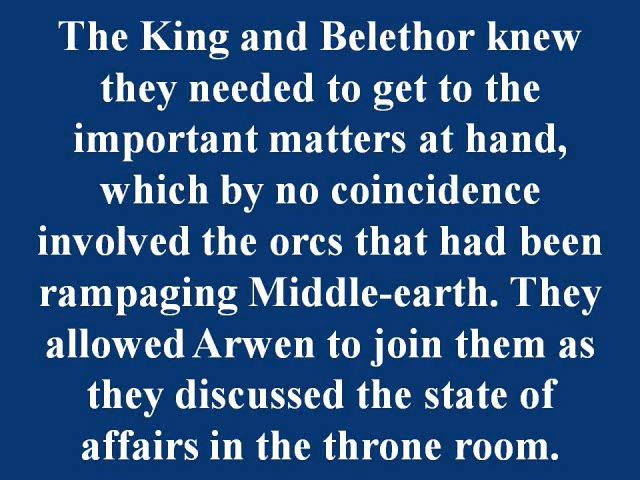 The King and Belethor knew
they needed to get to the
important matters at hand,
which by no coincidence
involved the orcs that had been
rampaging Middle-earth. They
allowed Arwen to join them as
they discussed the state of
affairs in the throne room.